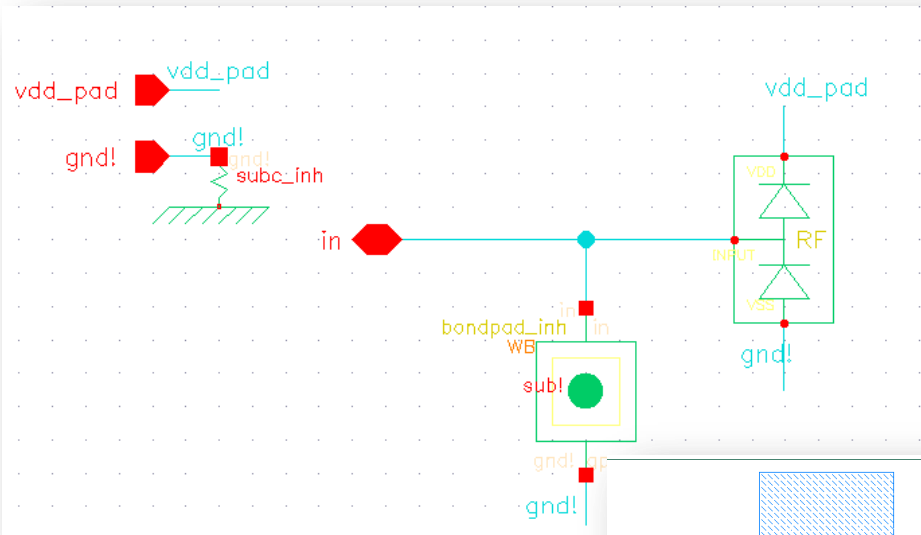 vdd_pad
vdd_pad
vdd_pad
gnd!
gnd!
gnd!
subc_inh
VDD
in
RF
INPUT
in
bondpad_inh
in
WB
VSS
gnd!
sub!
gnd!
gnd!